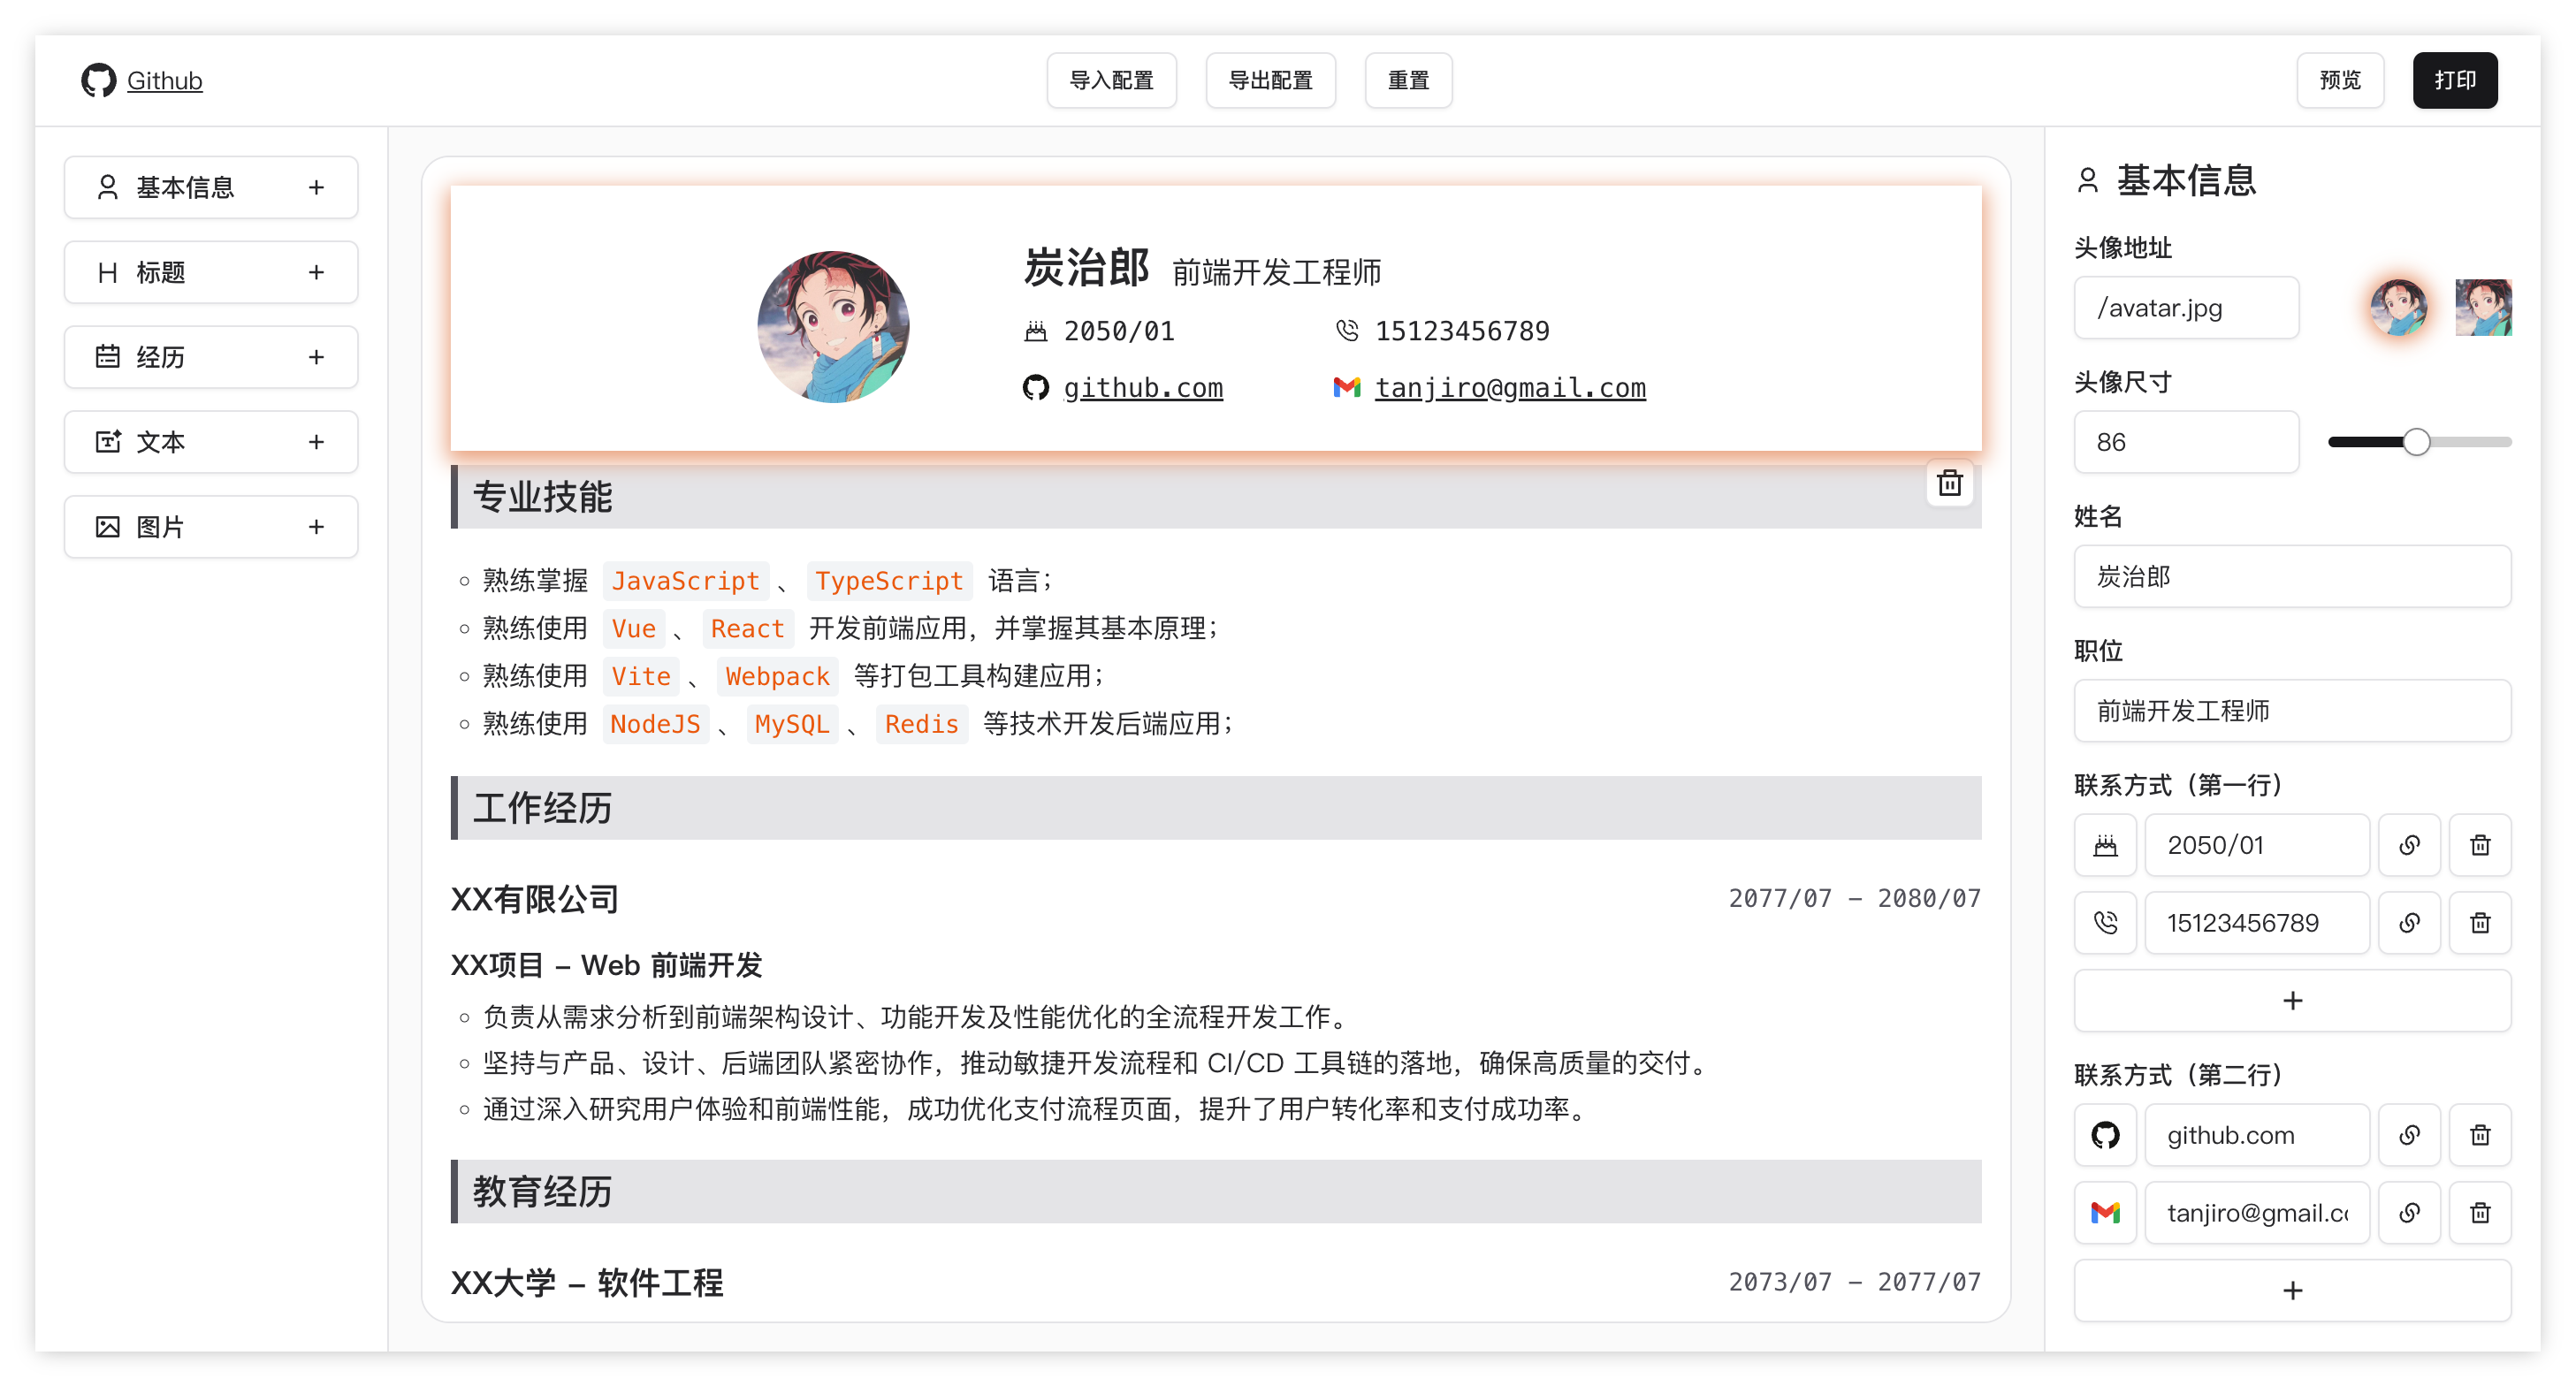 Github
导入配置
导出配置
重置
预览
打印
基本信息
标题
经历
文本
图片
炭治郎 前端开发工程师
2050/01 15123456789
github.com tanjiro@gmail.com
专业技能
熟练掌握 JavaScript 、 TypeScript 语言；
熟练使用 Vue 、 React 开发前端应用，并掌握其基本原理；
熟练使用 Vite 、 Webpack 等打包工具构建应用；
熟练使用 NodeJS 、 MySQL 、 Redis 等技术开发后端应用；
工作经历
XX有限公司 2077/07 – 2080/07
XX项目 – Web 前端开发
负责从需求分析到前端架构设计、功能开发及性能优化的全流程开发工作。
坚持与产品、设计、后端团队紧密协作，推动敏捷开发流程和 CI/CD 工具链的落地，确保高质量的交付。
通过深入研究用户体验和前端性能，成功优化支付流程页面，提升了用户转化率和支付成功率。
教育经历
XX大学 – 软件工程 2073/07 – 2077/07
基本信息
头像地址
/avatar.jpg
头像尺寸
86
姓名
炭治郎
职位
前端开发工程师
联系方式（第一行）
2050/01
15123456789
联系方式（第二行）
github.com
tanjiro@gmail.c